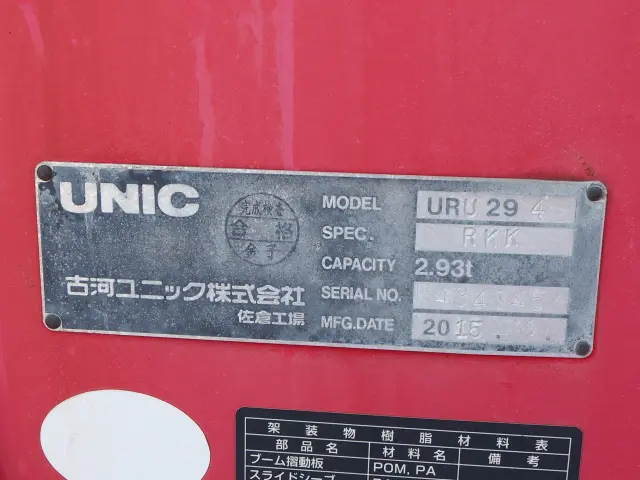 UNIC
完成検査
合格
金子
古河ユニック株式会社
佐倉工場
MODEL URU 29 4
SPEC. RKK
CAPACITY 2.93t
SERIAL NO.
MFG.DATE 2015
架装物樹脂材料表
部品名 材料名 備考
ブーム摺動板 POM, PA
スライドシーブ